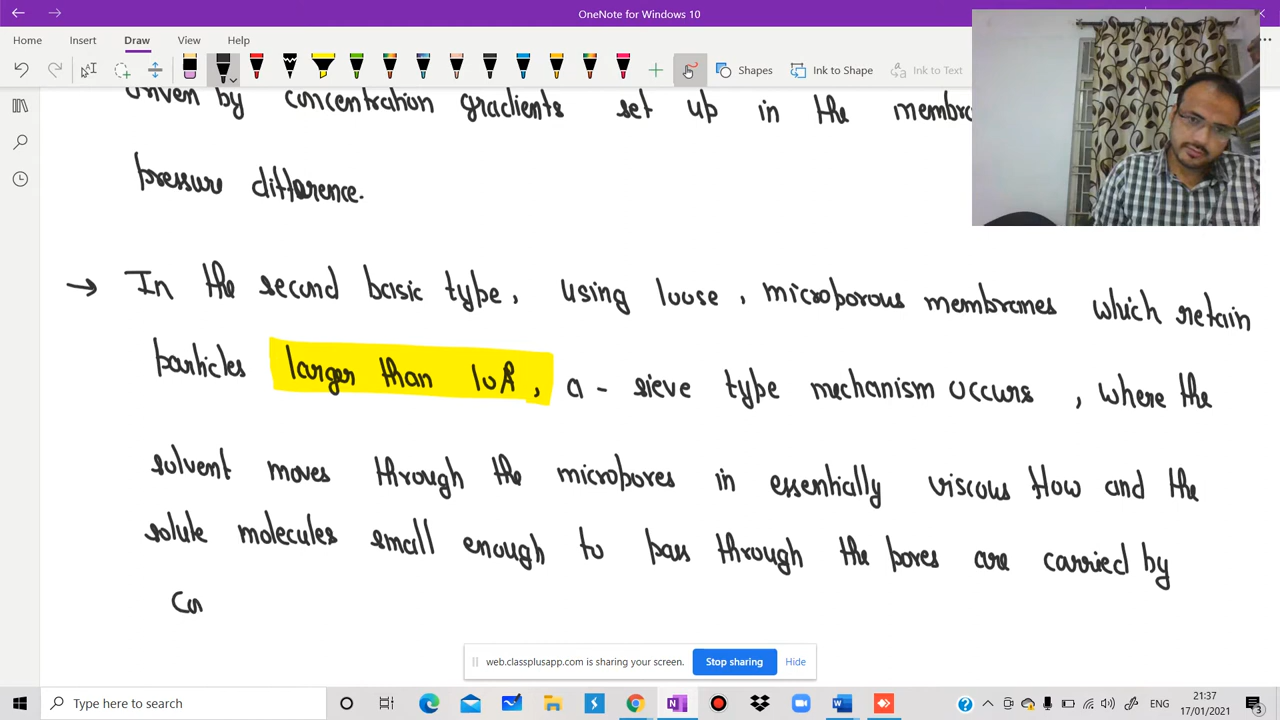 OneNote for Windows 10
Home Insert Draw View Help
Shapes Ink to Shape Ink to Text
driven by concentration gradients set up in the membra
pressure difference.
→ In the second basic type, using loose, microporous membranes which retain
particles larger than 10Å, a - sieve type mechanism occurs, where the
solvent moves through the micropores in essentially viscous flow and the
solute molecules small enough to pass through the pores are carried by
con
web.classplusapp.com is sharing your screen. Stop sharing Hide
Type here to search
ENG
21:37
17/01/2021
3